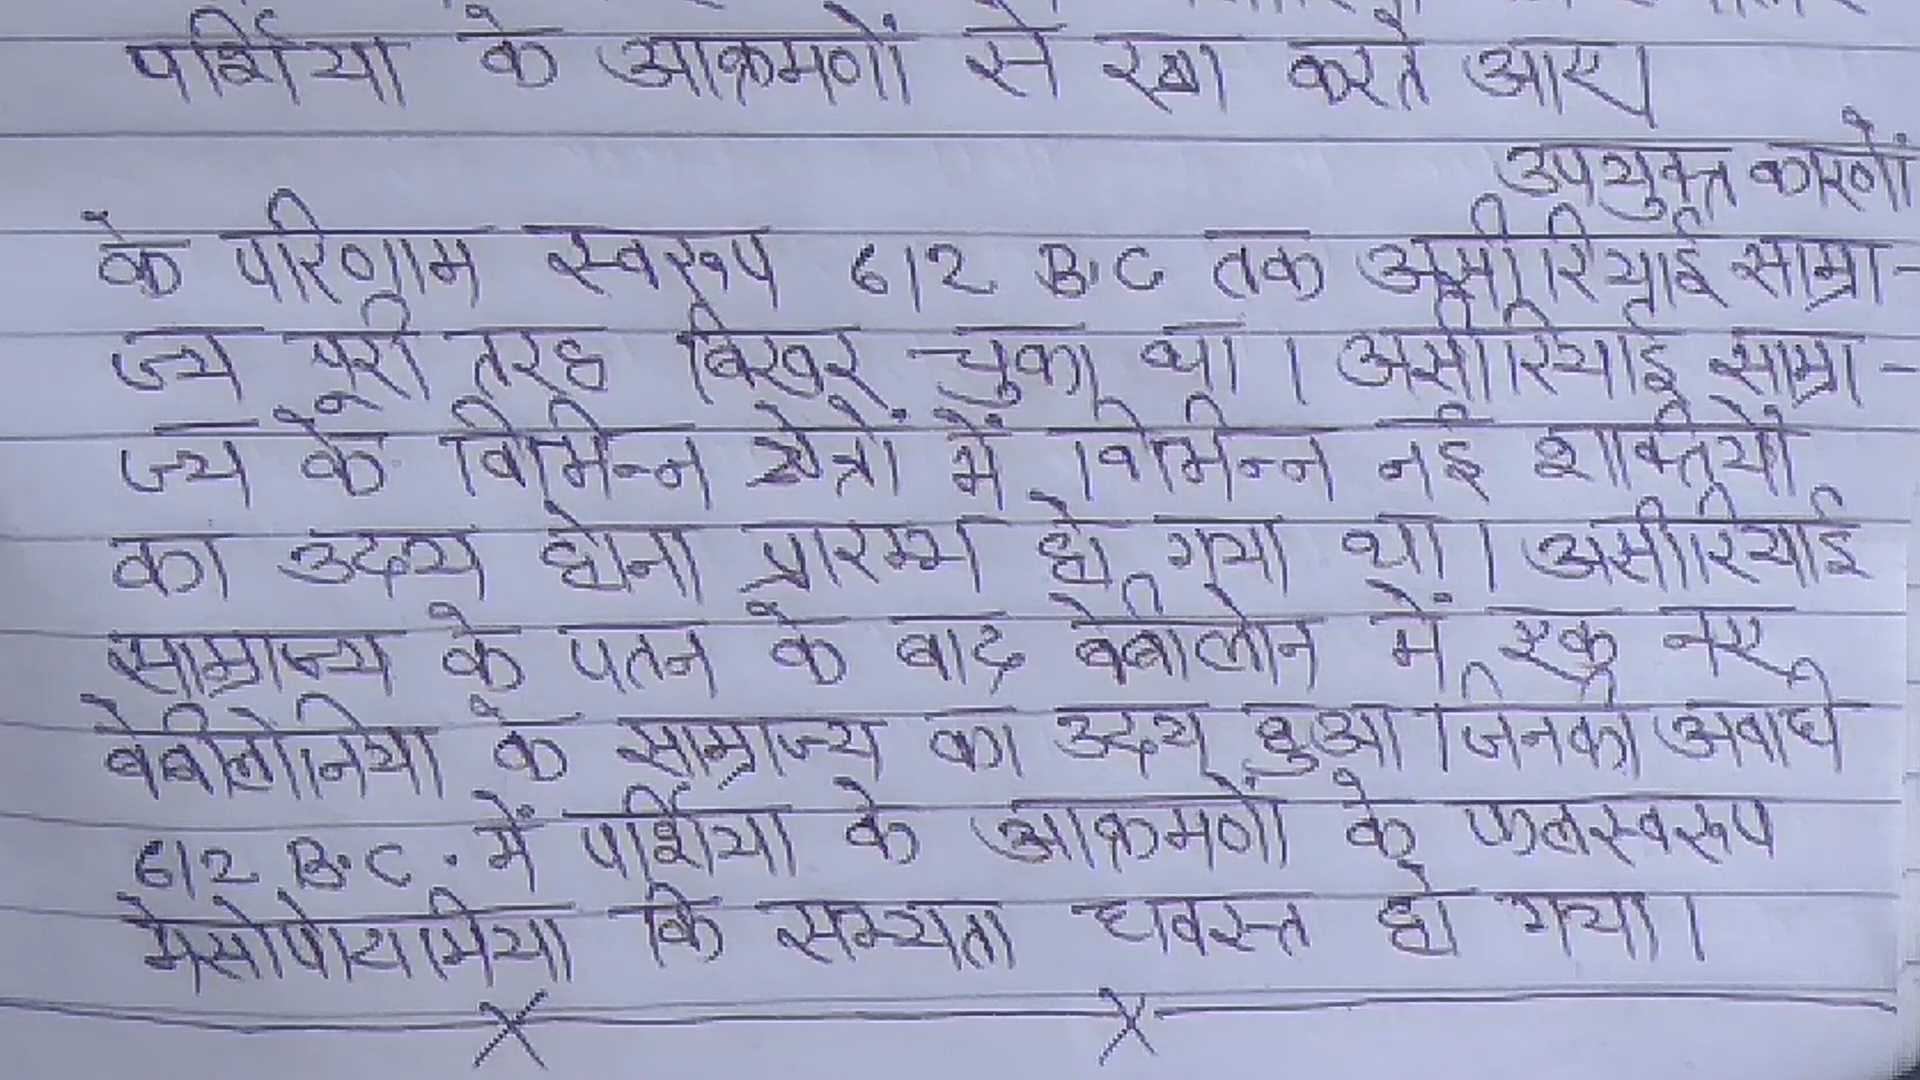 पर्शिया के आक्रमणों से रक्षा करते आए।
उपयुक्त कारणों
के परिणाम स्वरूप 612 B.C तक असीरियाई साम्रा-
ज्य पूरी तरह बिखर चुका था। असीरियाई साम्रा-
ज्य के विभिन्न क्षेत्रों में विभिन्न नई शक्तियों
का उदय होना प्रारम्भ हो गया था। असीरियाई
साम्राज्य के पतन के बाद बेबीलोन में एक नए
बेबीलोनिया के साम्राज्य का उदय हुआ जिनका अवधि
612 B.C. में पर्शिया के आक्रमणों के फलस्वरूप
मेसोपोटामिया कि सभ्यता धवस्त हो गया।